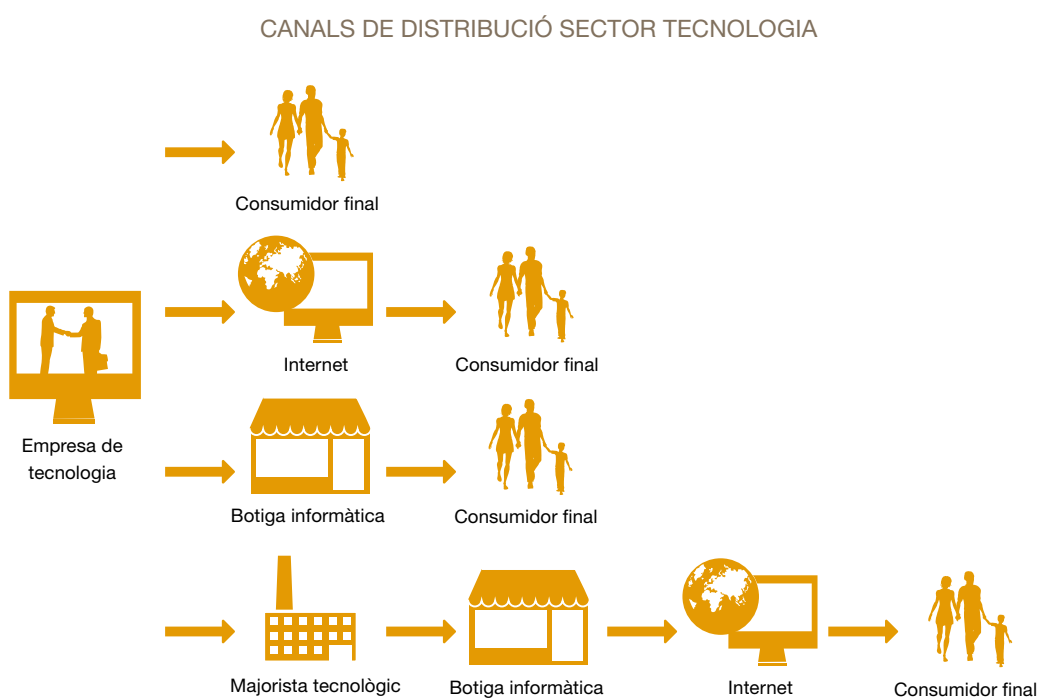 CANALS DE DISTRIBUCIÓ SECTOR TECNOLOGIA
Consumidor final
Internet
Consumidor final
Empresa de
tecnologia
Botiga informàtica
Consumidor final
Majorista tecnològic
Botiga informàtica
Internet
Consumidor final